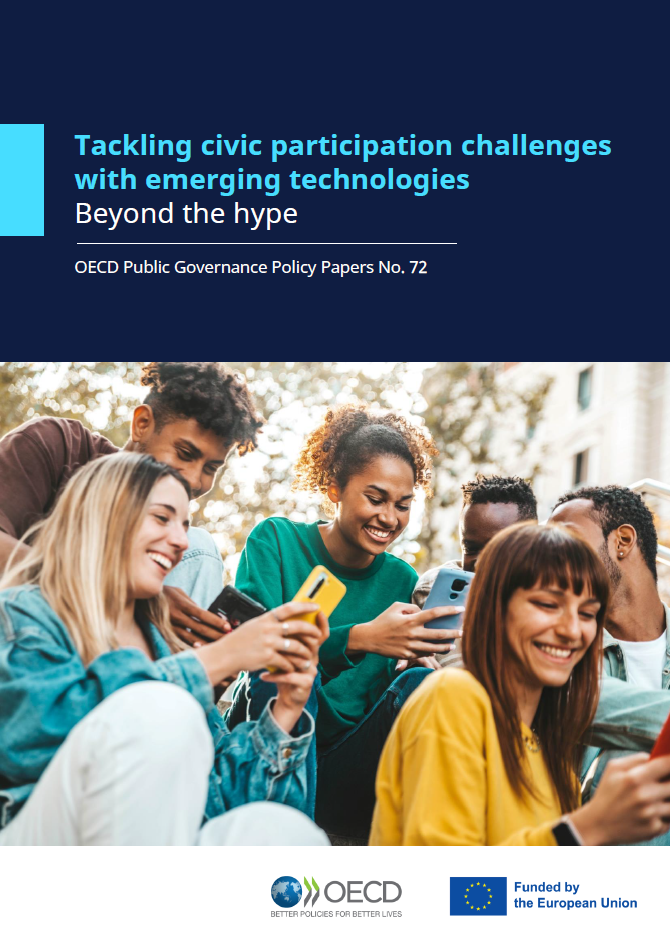 Tackling civic participation challenges
with emerging technologies
Beyond the hype
OECD Public Governance Policy Papers No. 72
OECD
BETTER POLICIES FOR BETTER LIVES
Funded by
the European Union